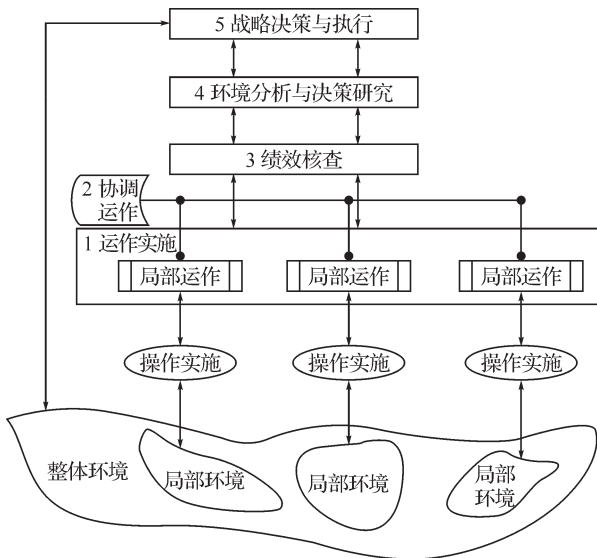 5 战略决策与执行
4 环境分析与决策研究
3 绩效核查
2 协调
运作
1 运作实施
局部运作
局部运作
局部运作
操作实施
操作实施
操作实施
整体环境
局部环境
局部环境
局部
环境